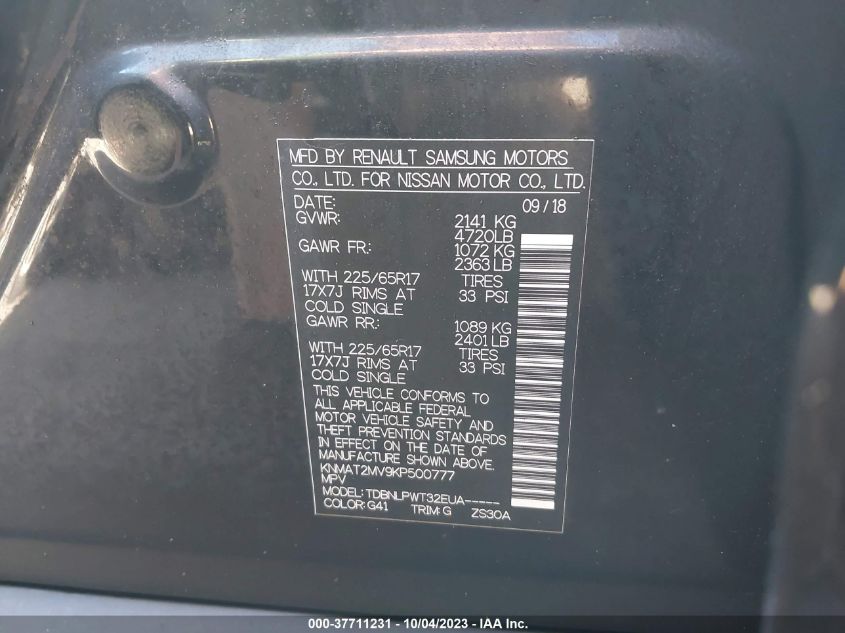 MFD BY RENAULT SAMSUNG MOTORS
CO., LTD. FOR NISSAN MOTOR CO., LTD.
DATE: 09/18
GVWR: 2141 KG
4720LB
GAWR FR.: 1072 KG
2363LB
WITH 225/65R17 TIRES
17X7J RIMS AT 33 PSI
COLD SINGLE
GAWR RR.: 1089 KG
2401LB
WITH 225/65R17 TIRES
17X7J RIMS AT 33 PSI
COLD SINGLE
THIS VEHICLE CONFORMS TO
ALL APPLICABLE FEDERAL
MOTOR VEHICLE SAFETY AND
THEFT PREVENTION STANDARDS
IN EFFECT ON THE DATE OF
MANUFACTURE SHOWN ABOVE.
KNMAT2MV9KP500777
MPV
MODEL: TDBNLPWT32EUA-----
COLOR: G41 TRIM: G ZS30A
000-37711231 - 10/04/2023 - IAA Inc.